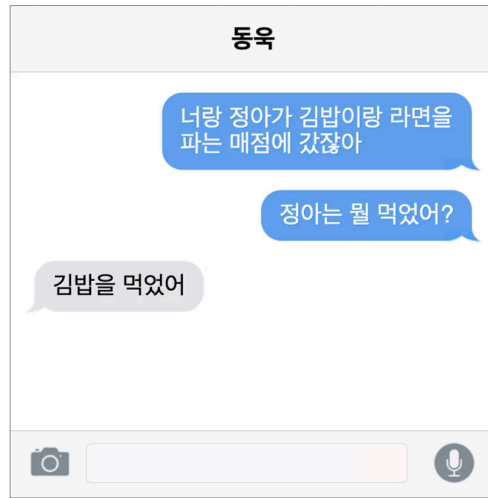 동욱
너랑 정아가 김밥이랑 라면을
파는 매점에 갔잖아
정아는 뭘 먹었어?
김밥을 먹었어